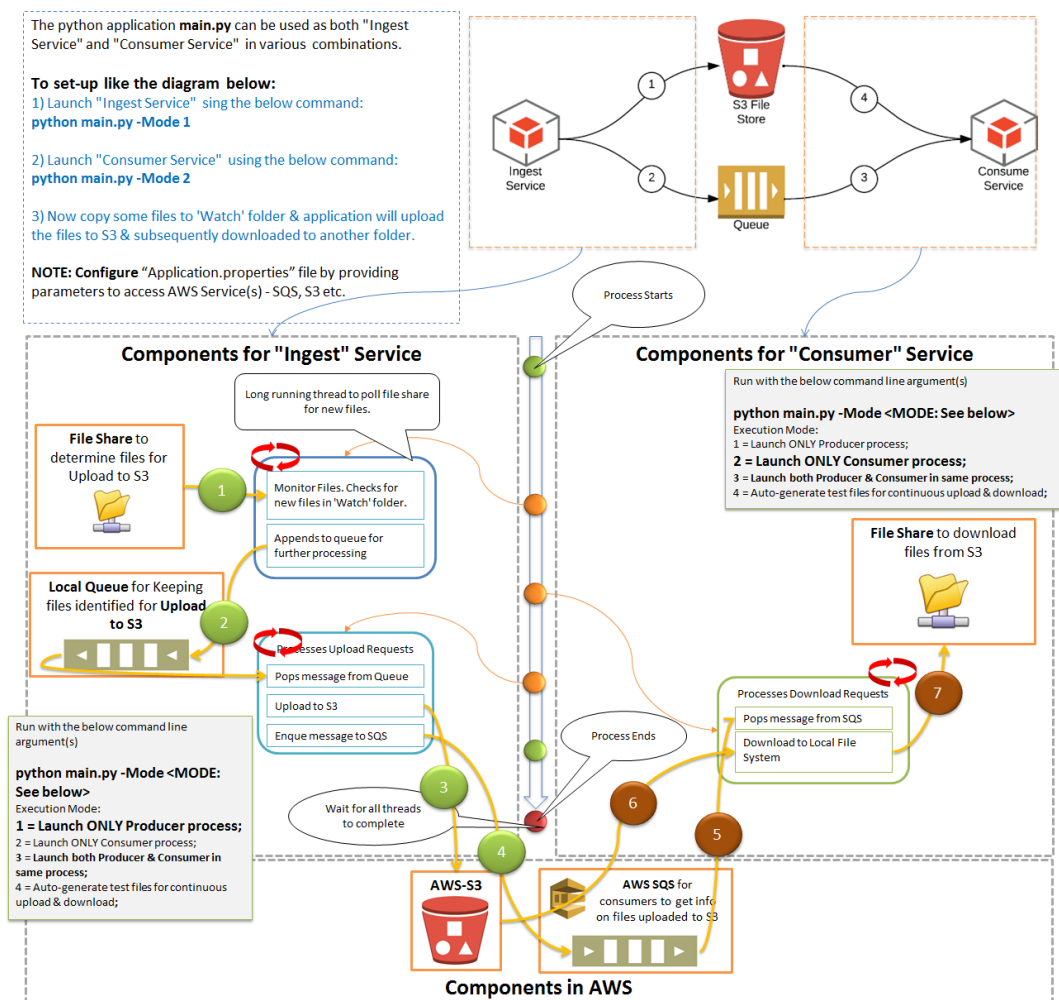 The python application main.py can be used as both "Ingest
Service" and "Consumer Service" in various combinations.
To set-up like the diagram below:
1) Launch "Ingest Service" sing the below command:
python main.py -Mode 1
2) Launch "Consumer Service" using the below command:
python main.py -Mode 2
3) Now copy some files to 'Watch' folder & application will upload
the files to S3 & subsequently downloaded to another folder.
NOTE: Configure “Application.properties” file by providing
parameters to access AWS Service(s) - SQS, S3 etc.
1
4
S3 File
Store
Ingest
Service
Consume
Service
2
3
Queue
Process Starts
Components for "Ingest" Service
Components for "Consumer" Service
Long running thread to poll file share
for new files.
File Share to
determine files for
Upload to S3
1
Monitor Files. Checks for
new files in 'Watch' folder.
Appends to queue for
further processing
Local Queue for Keeping
files identified for Upload
to S3
2
Processes Upload Requests
Pops message from Queue
Upload to S3
Enque message to SQS
Run with the below command line
argument(s)
python main.py -Mode <MODE:
See below>
Execution Mode:
1 = Launch ONLY Producer process;
2 = Launch ONLY Consumer process;
3 = Launch both Producer & Consumer in
same process;
4 = Auto-generate test files for continuous
upload & download;
3
4
Process Ends
Wait for all threads
to complete
Run with the below command line argument(s)
python main.py -Mode <MODE: See below>
Execution Mode:
1 = Launch ONLY Producer process;
2 = Launch ONLY Consumer process;
3 = Launch both Producer & Consumer in same process;
4 = Auto-generate test files for continuous upload & download;
File Share to download
files from S3
7
Processes Download Requests
Pops message from SQS
Download to Local File
System
6
5
AWS-S3
AWS SQS for
consumers to get info
on files uploaded to S3
Components in AWS